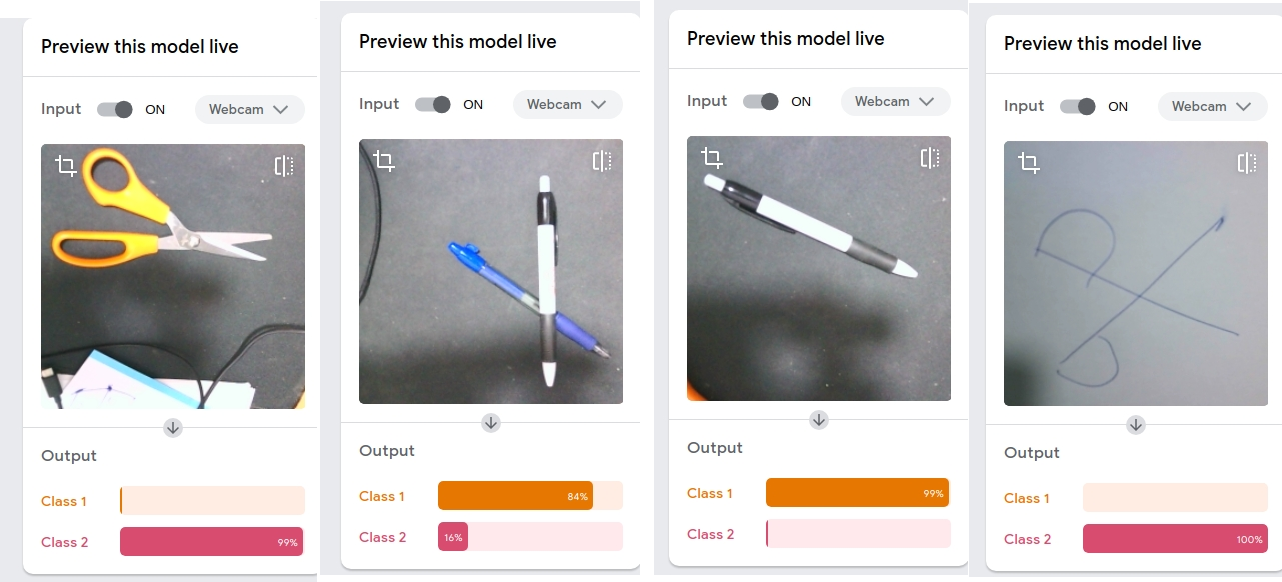 Preview this model live
Input ON Webcam
Output
Class 1
Class 2 99%
Preview this model live
Input ON Webcam
Output
Class 1 84%
Class 2 16%
Preview this model live
Input ON Webcam
Output
Class 1 99%
Class 2
Preview this model live
Input ON Webcam
Output
Class 1
Class 2 100%